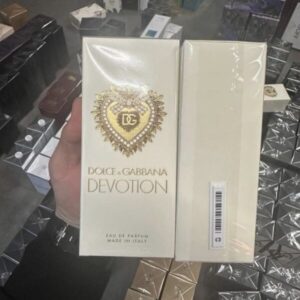 DG
DOLCE & GABBANA
DEVOTION
EAU DE PARFUM
MADE IN ITALY